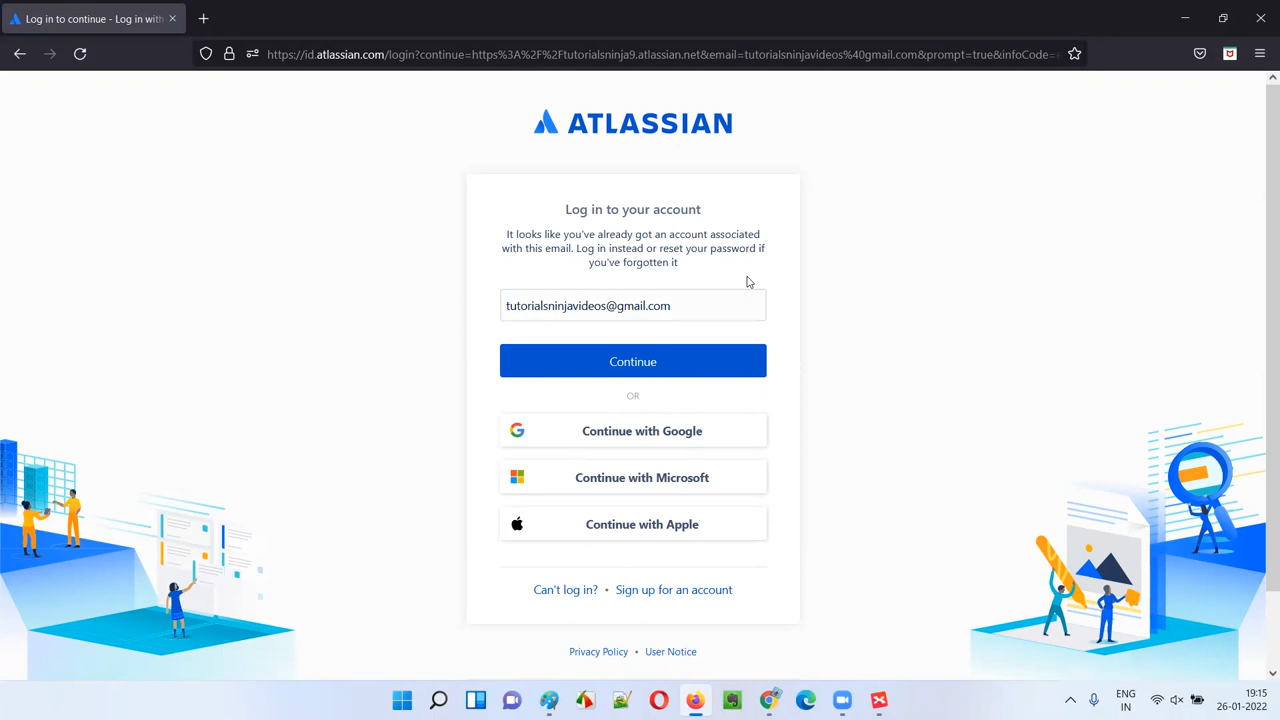 Log in to continue - Log in with
https://id.atlassian.com/login?continue=https%3A%2F%2Ftutorialsninja9.atlassian.net&email=tutorialsninjavideos%40gmail.com&prompt=true&infoCode=
ATLASSIAN
Log in to your account
It looks like you've already got an account associated
with this email. Log in instead or reset your password if
you've forgotten it
tutorialsninjavideos@gmail.com
Continue
OR
Continue with Google
Continue with Microsoft
Continue with Apple
Can't log in? • Sign up for an account
Privacy Policy • User Notice
ENG
IN
19:15
26-01-2022